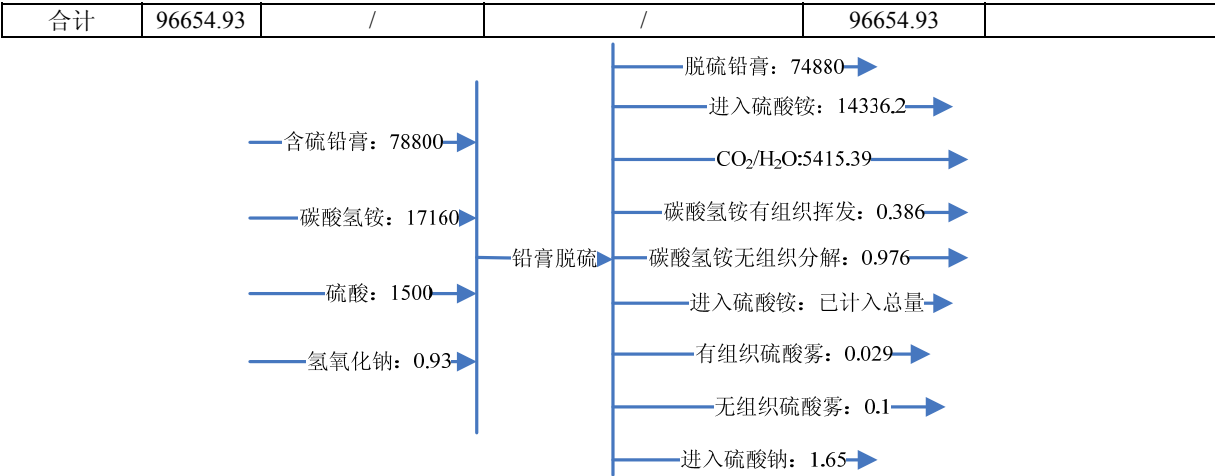 合计 96654.93 / / 96654.93
脱硫铅膏：74880
进入硫酸铵：14336.2
含硫铅膏：78800
CO₂/H₂O:5415.39
碳酸氢铵：17160
碳酸氢铵有组织挥发：0.386
铅膏脱硫
碳酸氢铵无组织分解：0.976
硫酸：1500
进入硫酸铵：已计入总量
氢氧化钠：0.93
有组织硫酸雾：0.029
无组织硫酸雾：0.1
进入硫酸钠：1.65